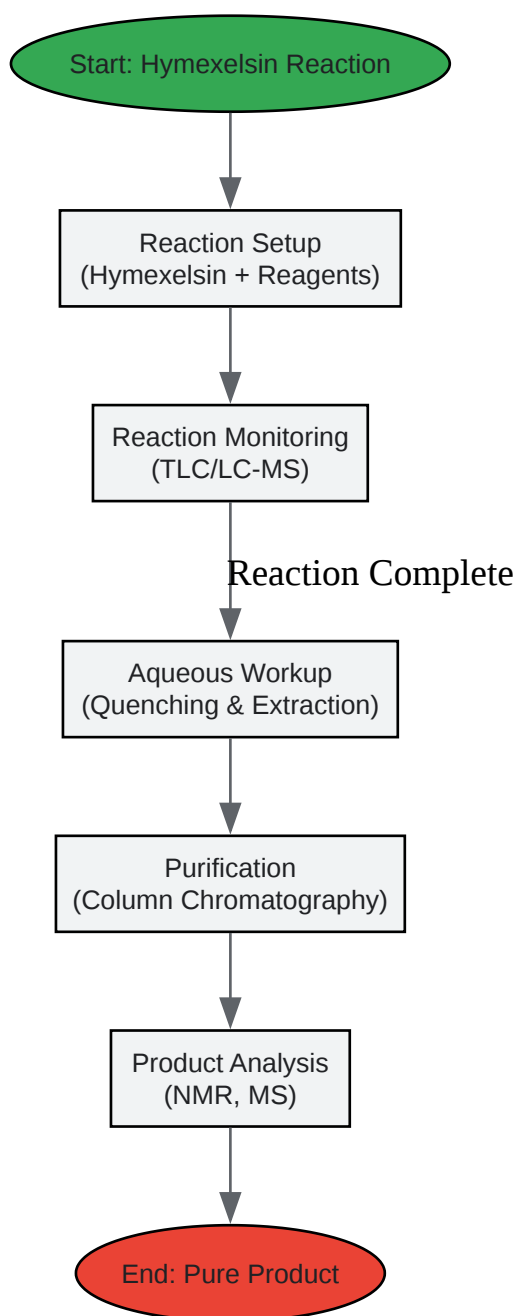 Start: Hymexelsin Reaction
Reaction Setup
(Hymexelsin + Reagents)
Reaction Monitoring
(TLC/LC-MS)
Reaction Complete
Aqueous Workup
(Quenching & Extraction)
Purification
(Column Chromatography)
Product Analysis
(NMR, MS)
End: Pure Product